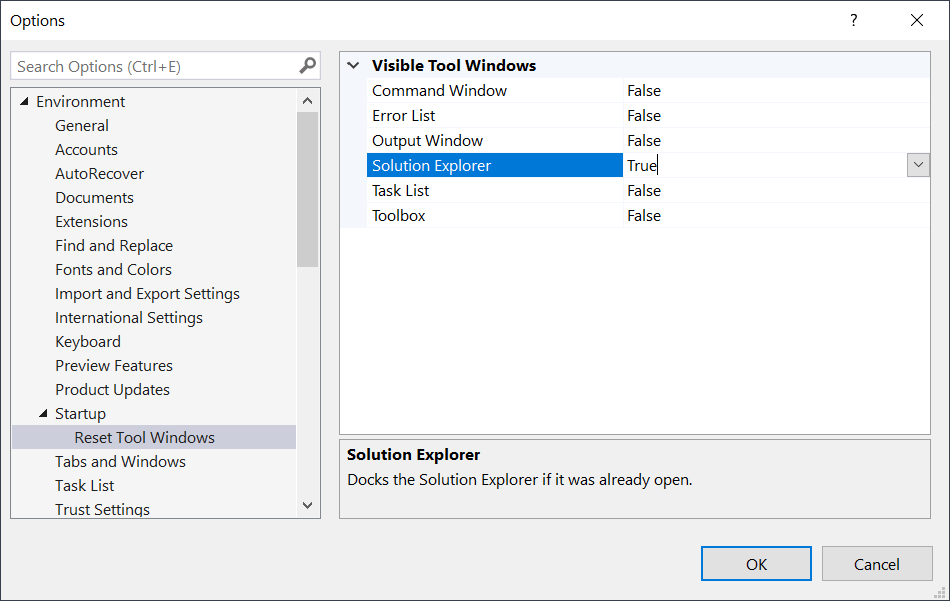 Options
?
Search Options (Ctrl+E)
Environment
General
Accounts
AutoRecover
Documents
Extensions
Find and Replace
Fonts and Colors
Import and Export Settings
International Settings
Keyboard
Preview Features
Product Updates
Startup
Reset Tool Windows
Tabs and Windows
Task List
Trust Settings
Visible Tool Windows
Command Window False
Error List False
Output Window False
Solution Explorer True
Task List False
Toolbox False
Solution Explorer
Docks the Solution Explorer if it was already open.
OK Cancel